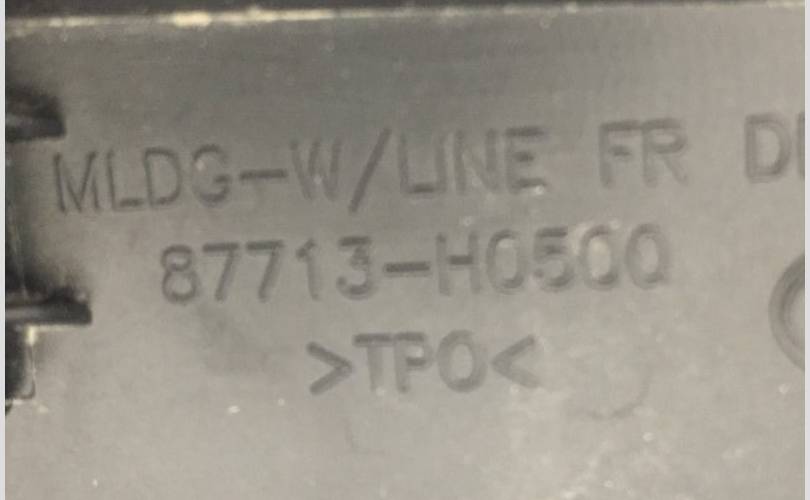 MLDG-W/LINE FR
87713-H0500
>TPO<